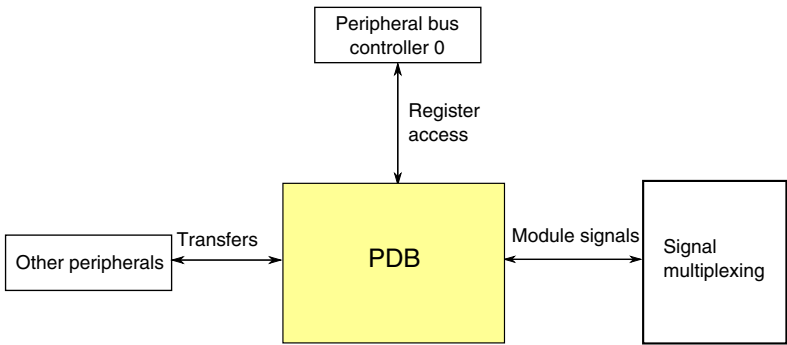 Peripheral bus
controller 0
Register
access
Transfers
Other peripherals
PDB
Module signals
Signal
multiplexing